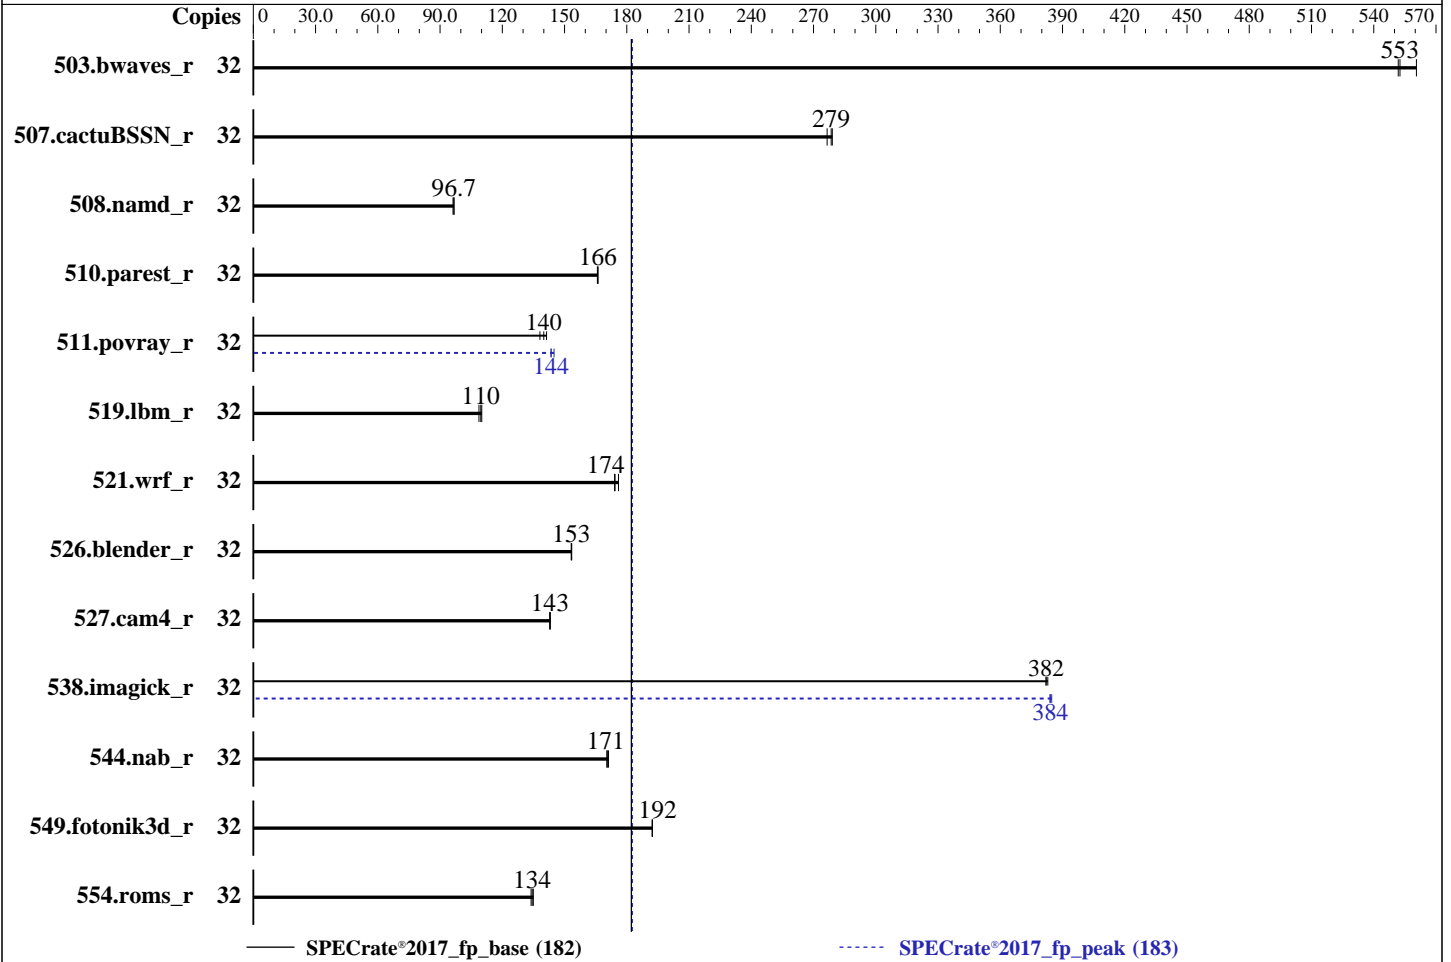 Copies 0 30.0 60.0 90.0 120 150 180 210 240 270 300 330 360 390 420 450 480 510 540 570
503.bwaves_r 32 553
507.cactuBSSN_r 32 279
508.namd_r 32 96.7
510.parest_r 32 166
511.povray_r 32 140
144
519.lbm_r 32 110
521.wrf_r 32 174
526.blender_r 32 153
527.cam4_r 32 143
538.imagick_r 32 382
384
544.nab_r 32 171
549.fotonik3d_r 32 192
554.roms_r 32 134
SPECrate®2017_fp_base (182) SPECrate®2017_fp_peak (183)